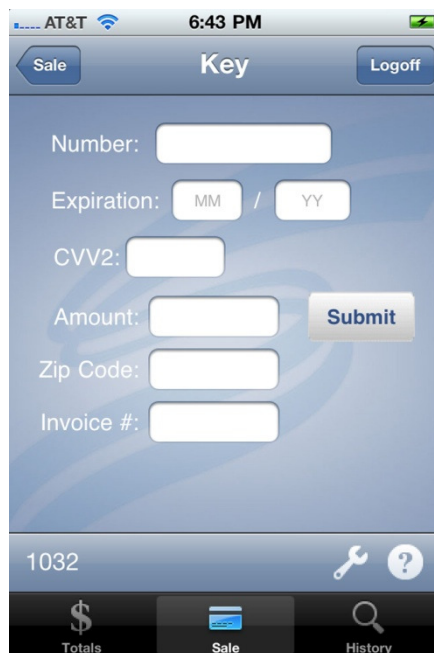 AT&T 6:43 PM
Sale Key Logoff
Number:
Expiration: MM / YY
CVV2:
Amount: Submit
Zip Code:
Invoice #:
1032 ?
$
Totals Sale History